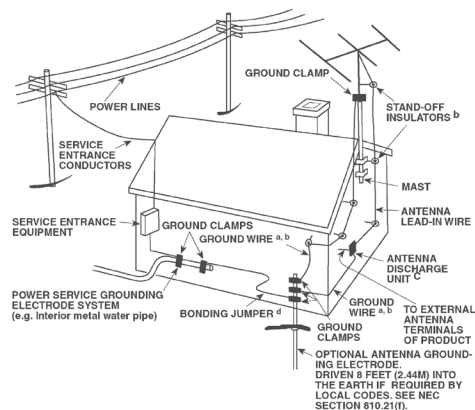 GROUND CLAMP
POWER LINES
STAND-OFF
INSULATORS b
SERVICE
ENTRANCE
CONDUCTORS
MAST
ANTENNA
LEAD-IN WIRE
SERVICE ENTRANCE
EQUIPMENT
GROUND CLAMPS
GROUND WIRE a, b
ANTENNA
DISCHARGE
UNIT C
POWER SERVICE GROUNDING
ELECTRODE SYSTEM
(e.g. interior metal water pipe)
BONDING JUMPER d
GROUND
WIRE a, b
TO EXTERNAL
ANTENNA
TERMINALS
OF PRODUCT
GROUND
CLAMPS
OPTIONAL ANTENNA GROUND-
ING ELECTRODE.
DRIVEN 8 FEET (2.44M) INTO
THE EARTH IF REQUIRED BY
LOCAL CODES. SEE NEC
SECTION 810.21(f).